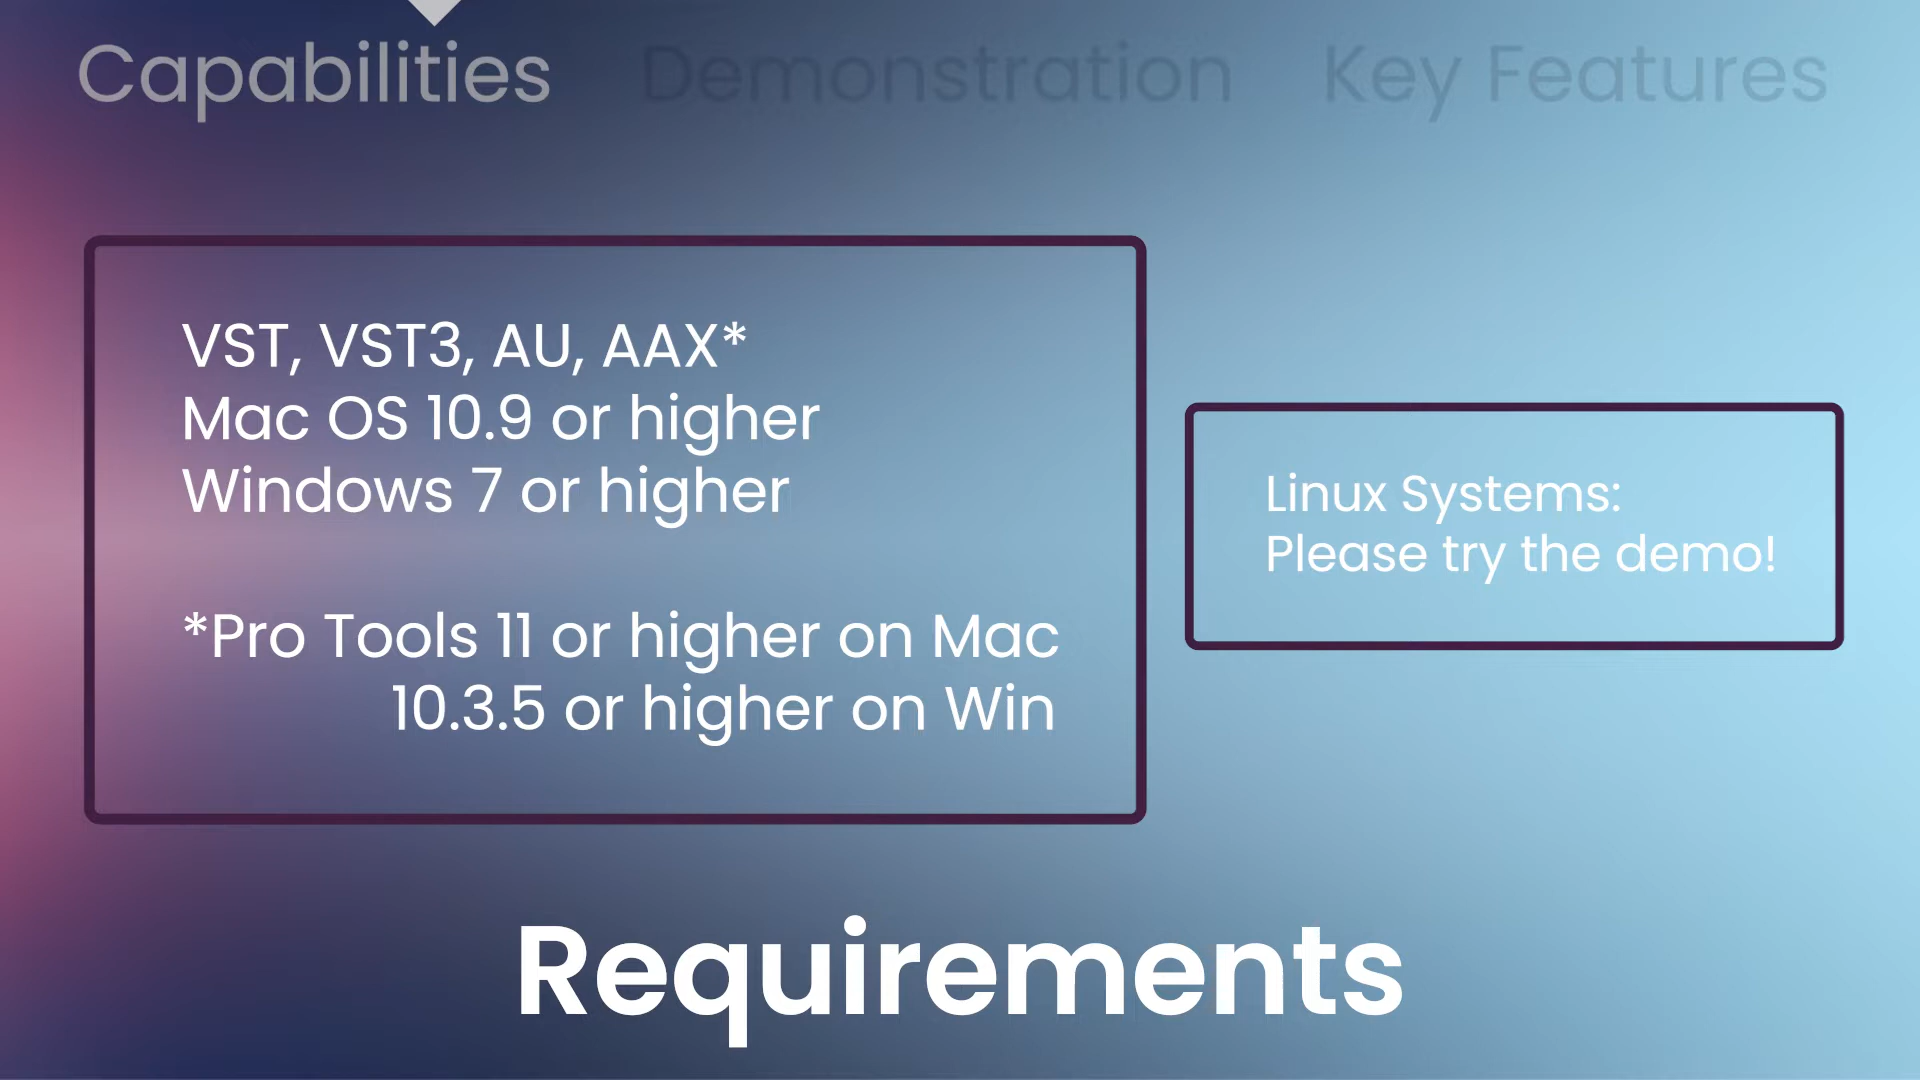 Capabilities Demonstration Key Features
VST, VST3, AU, AAX*
Mac OS 10.9 or higher
Windows 7 or higher
*Pro Tools 11 or higher on Mac
10.3.5 or higher on Win
Linux Systems:
Please try the demo!
Requirements